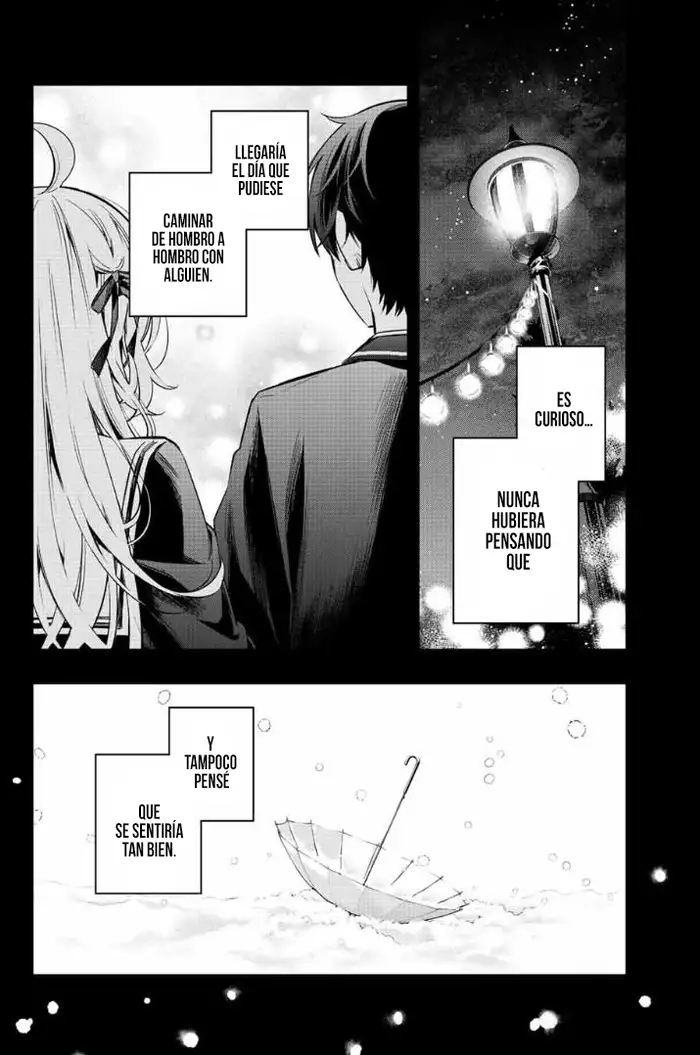 ES
CURIOSO...
NUNCA
HUBIERA
PENSANDO
QUE
LLEGARÍA
EL DÍA QUE
PUDIESE
CAMINAR
DE HOMBRO A
HOMBRO CON
ALGUIEN.
Y
TAMPOCO
PENSÉ
QUE
SE SENTIRÍA
TAN BIEN.